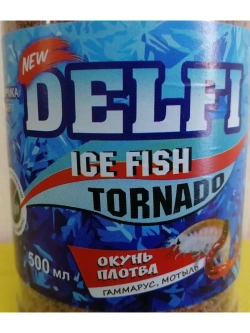 NEW
DELFI
ICE FISH
TORNADO
500 мл
ОКУНЬ
ПЛОТВА
ГАММАРУС, МОТЫЛЬ